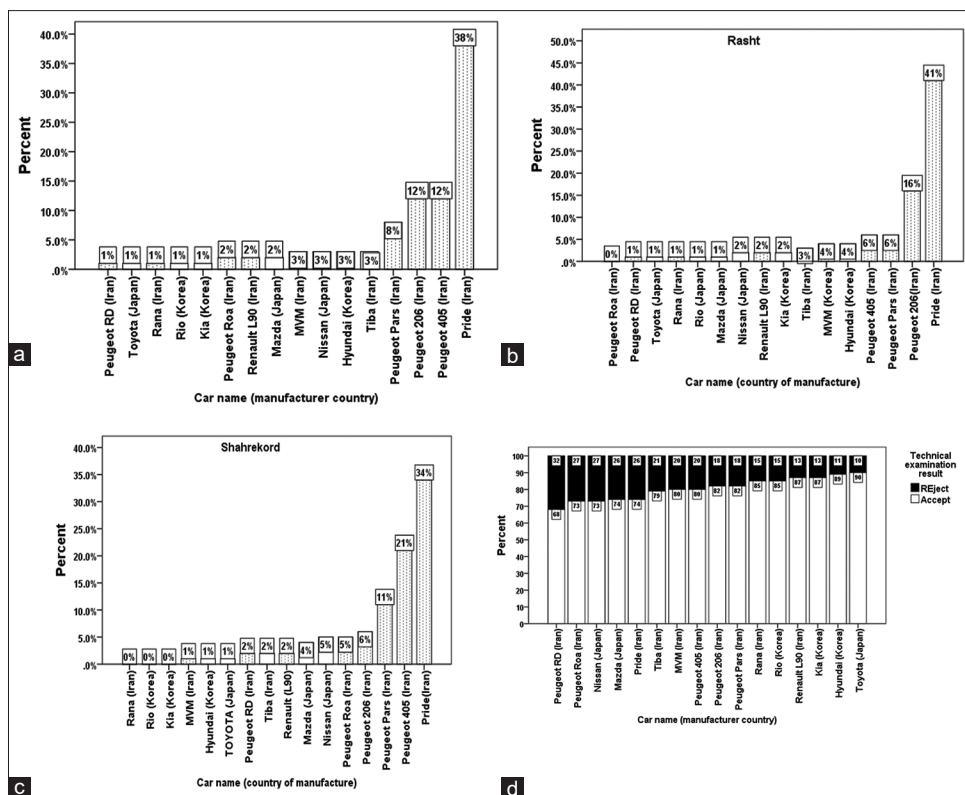 40.0%
30.0%
20.0%
10.0%
5.0%
.0%
Percent
1%
1%
1%
1%
1%
2%
2%
2%
3%
3%
3%
3%
8%
12%
12%
38%
Peugeot RD (Iran)
Toyota (Japan)
Rana (Iran)
Rio (Korea)
Kia (Korea)
Peugeot Roa (Iran)
Renault L90 (Iran)
Mazda (Japan)
MVM (Iran)
Nissan (Japan)
Hyundai (Korea)
Tiba (Iran)
Peugeot Pars (Iran)
Peugeot 206 (Iran)
Peugeot 405 (Iran)
Pride (Iran)
Car name (manufacturer country)
a
Rasht
50.0%
45.0%
40.0%
35.0%
30.0%
25.0%
20.0%
15.0%
10.0%
5.0%
.0%
Percent
0%
1%
1%
1%
1%
1%
2%
2%
2%
3%
4%
4%
6%
6%
16%
41%
Peugeot Roa (Iran)
Peugeot RD (Iran)
Toyota (Japan)
Rana (Iran)
Rio (Japan)
Mazda (Japan)
Nissan (Japan)
Renault L90 (Iran)
Kia (Korea)
Tiba (Iran)
MVM (Korea)
Hyundai (Korea)
Peugeot 405 (Iran)
Peugeot Pars (Iran)
Peugeot 206(Iran)
Pride (Iran)
Car name (country of manufacture)
b
Shahrekord
40.0%
35.0%
30.0%
25.0%
20.0%
15.0%
10.0%
5.0%
.0%
Percent
0%
0%
0%
1%
1%
1%
2%
2%
2%
4%
5%
5%
6%
11%
21%
34%
Rana (Iran)
Rio (Korea)
Kia (Korea)
MVM (Iran)
Hyundai (Korea)
TOYOTA (Japan)
Peugeot RD (Iran)
Tiba (Iran)
Renault (L90)
Mazda (Japan)
Nissan (Japan)
Peugeot Roa (Iran)
Peugeot 206 (Iran)
Peugeot Pars (Iran)
Peugeot 405 (Iran)
Pride(Iran)
Car name (country of manufacture)
c
100
90
80
70
60
50
40
30
20
10
0
Percent
32
27
27
26
26
21
20
20
18
18
15
15
13
13
11
10
68
73
73
74
74
79
80
80
82
82
85
85
87
87
89
90
Technical
examination
result
REject
Accept
Peugeot RD (Iran)
Peugeot Roa (Iran)
Nissan (Japan)
Mazda (Japan)
Pride (Iran)
Tiba (Iran)
MVM (Iran)
Peugeot 405 (Iran)
Peugeot 206 (Iran)
Peugeot Pars (Iran)
Rana (Iran)
Rio (Korea)
Renault L90 (Iran)
Kia (Korea)
Hyundai (Korea)
Toyota (Japan)
Car name (manufacturer country)
d